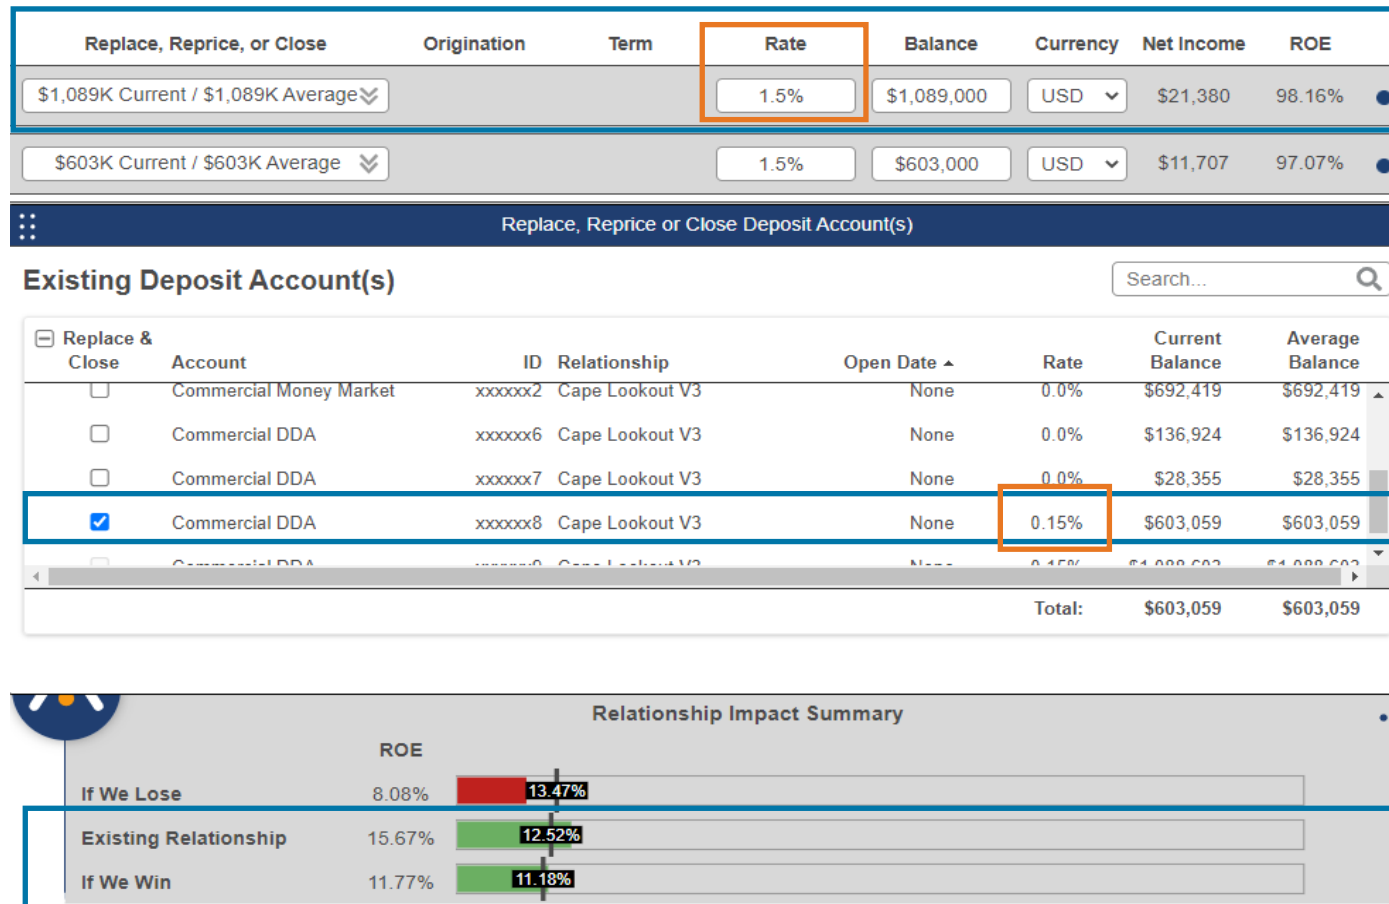 Replace, Reprice, or Close Origination Term Rate Balance Currency Net Income ROE
$1,089K Current / $1,089K Average 1.5% $1,089,000 USD $21,380 98.16%
$603K Current / $603K Average 1.5% $603,000 USD $11,707 97.07%
Replace, Reprice or Close Deposit Account(s)
Existing Deposit Account(s) Search...
Replace & Current Average
Close Account ID Relationship Open Date Rate Balance Balance
Commercial Money Market xxxxxx2 Cape Lookout V3 None 0.0% $692,419 $692,419
Commercial DDA xxxxxx6 Cape Lookout V3 None 0.0% $136,924 $136,924
Commercial DDA xxxxxx7 Cape Lookout V3 None 0.0% $28,355 $28,355
Commercial DDA xxxxxx8 Cape Lookout V3 None 0.15% $603,059 $603,059
Total: $603,059 $603,059
Relationship Impact Summary
ROE
If We Lose 8.08% 13.47%
Existing Relationship 15.67% 12.52%
If We Win 11.77% 11.18%